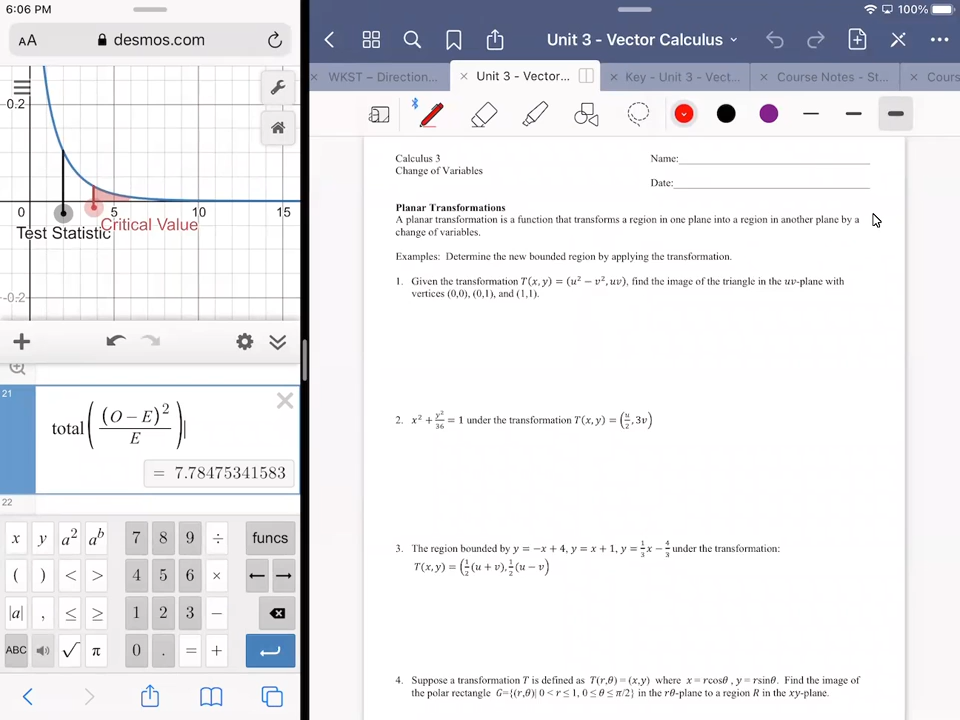 6:06 PM
100%
AA
desmos.com
0.2
0
5
10
15
Test Statistic
Critical Value
-0.2
21
total((O − E)²/E)
= 7.78475341583
22
x y a² aᵇ 7 8 9 ÷ funcs
( ) < > 4 5 6 × ← →
|a| , ≤ ≥ 1 2 3 −
ABC √ π 0 . = +
Unit 3 - Vector Calculus
× WKST – Direction...
× Unit 3 - Vector...
× Key - Unit 3 - Vect...
× Course Notes - St...
× Cours
Calculus 3
Name:
Change of Variables
Date:
Planar Transformations
A planar transformation is a function that transforms a region in one plane into a region in another plane by a
change of variables.
Examples: Determine the new bounded region by applying the transformation.
1. Given the transformation T(x, y) = (u² − v², uv), find the image of the triangle in the uv-plane with
vertices (0,0), (0,1), and (1,1).
2. x² + y²/36 = 1 under the transformation T(x, y) = (u/2, 3v)
3. The region bounded by y = −x + 4, y = x + 1, y = 1/3 x − 4/3 under the transformation:
T(x, y) = (1/2 (u + v), 1/2 (u − v)
4. Suppose a transformation T is defined as T(r,θ) = (x,y) where x = rcosθ , y = rsinθ. Find the image of
the polar rectangle G={(r,θ)| 0 < r ≤ 1, 0 ≤ θ ≤ π/2} in the rθ-plane to a region R in the xy-plane.